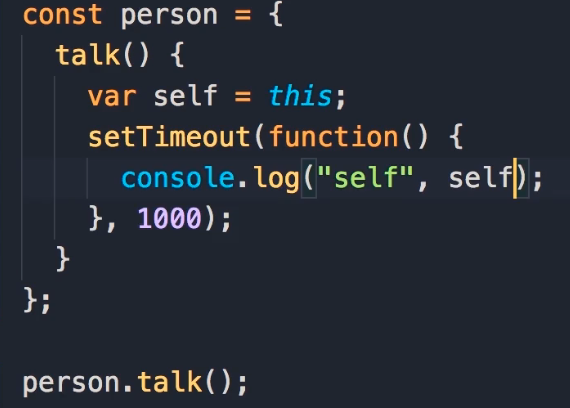 const person = {
  talk() {
    var self = this;
    setTimeout(function() {
      console.log("self", self);
    }, 1000);
  }
};

person.talk();